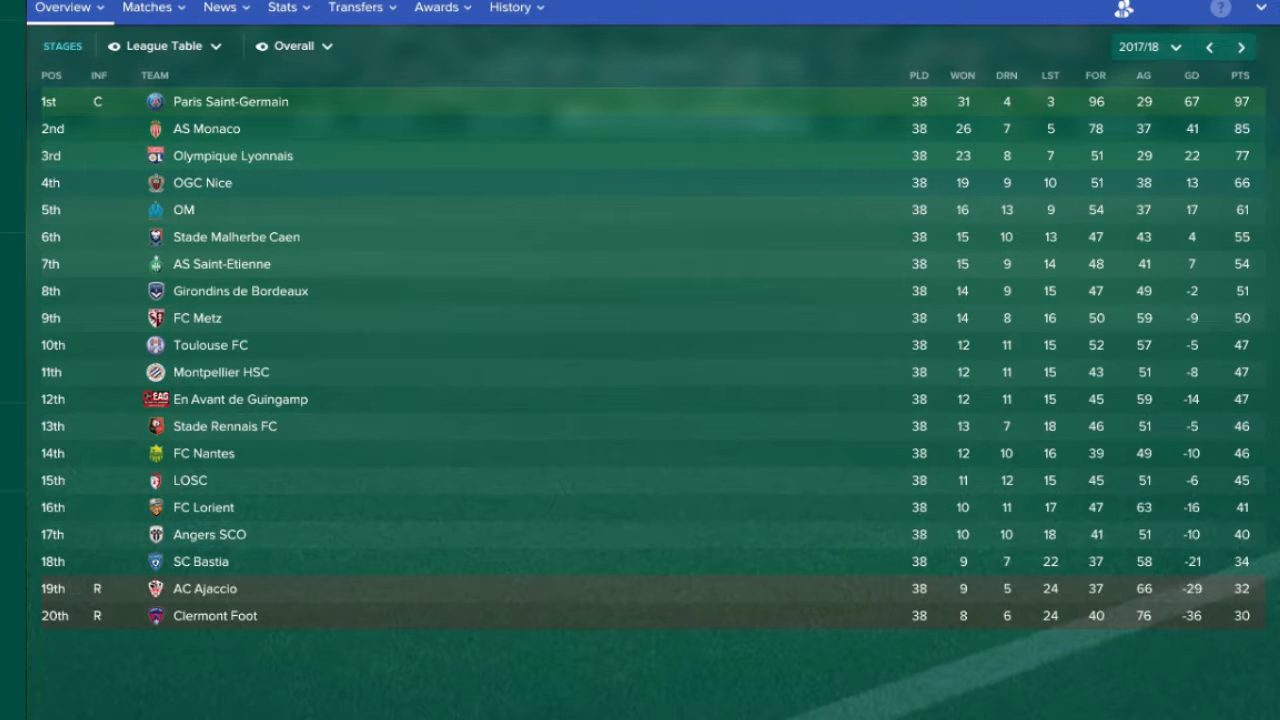 Overview Matches News Stats Transfers Awards History ?
STAGES League Table Overall 2017/18
POS INF TEAM PLD WON DRN LST FOR AG GD PTS
1st C Paris Saint-Germain 38 31 4 3 96 29 67 97
2nd AS Monaco 38 26 7 5 78 37 41 85
3rd OL Olympique Lyonnais 38 23 8 7 51 29 22 77
4th OGC Nice 38 19 9 10 51 38 13 66
5th OM 38 16 13 9 54 37 17 61
6th Stade Malherbe Caen 38 15 10 13 47 43 4 55
7th AS Saint-Etienne 38 15 9 14 48 41 7 54
8th Girondins de Bordeaux 38 14 9 15 47 49 -2 51
9th FC Metz 38 14 8 16 50 59 -9 50
10th Toulouse FC 38 12 11 15 52 57 -5 47
11th Montpellier HSC 38 12 11 15 43 51 -8 47
12th EAG En Avant de Guingamp 38 12 11 15 45 59 -14 47
13th Stade Rennais FC 38 13 7 18 46 51 -5 46
14th FC Nantes 38 12 10 16 39 49 -10 46
15th LOSC 38 11 12 15 45 51 -6 45
16th FC Lorient 38 10 11 17 47 63 -16 41
17th Angers SCO 38 10 10 18 41 51 -10 40
18th SC Bastia 38 9 7 22 37 58 -21 34
19th R AC Ajaccio 38 9 5 24 37 66 -29 32
20th R Clermont Foot 38 8 6 24 40 76 -36 30